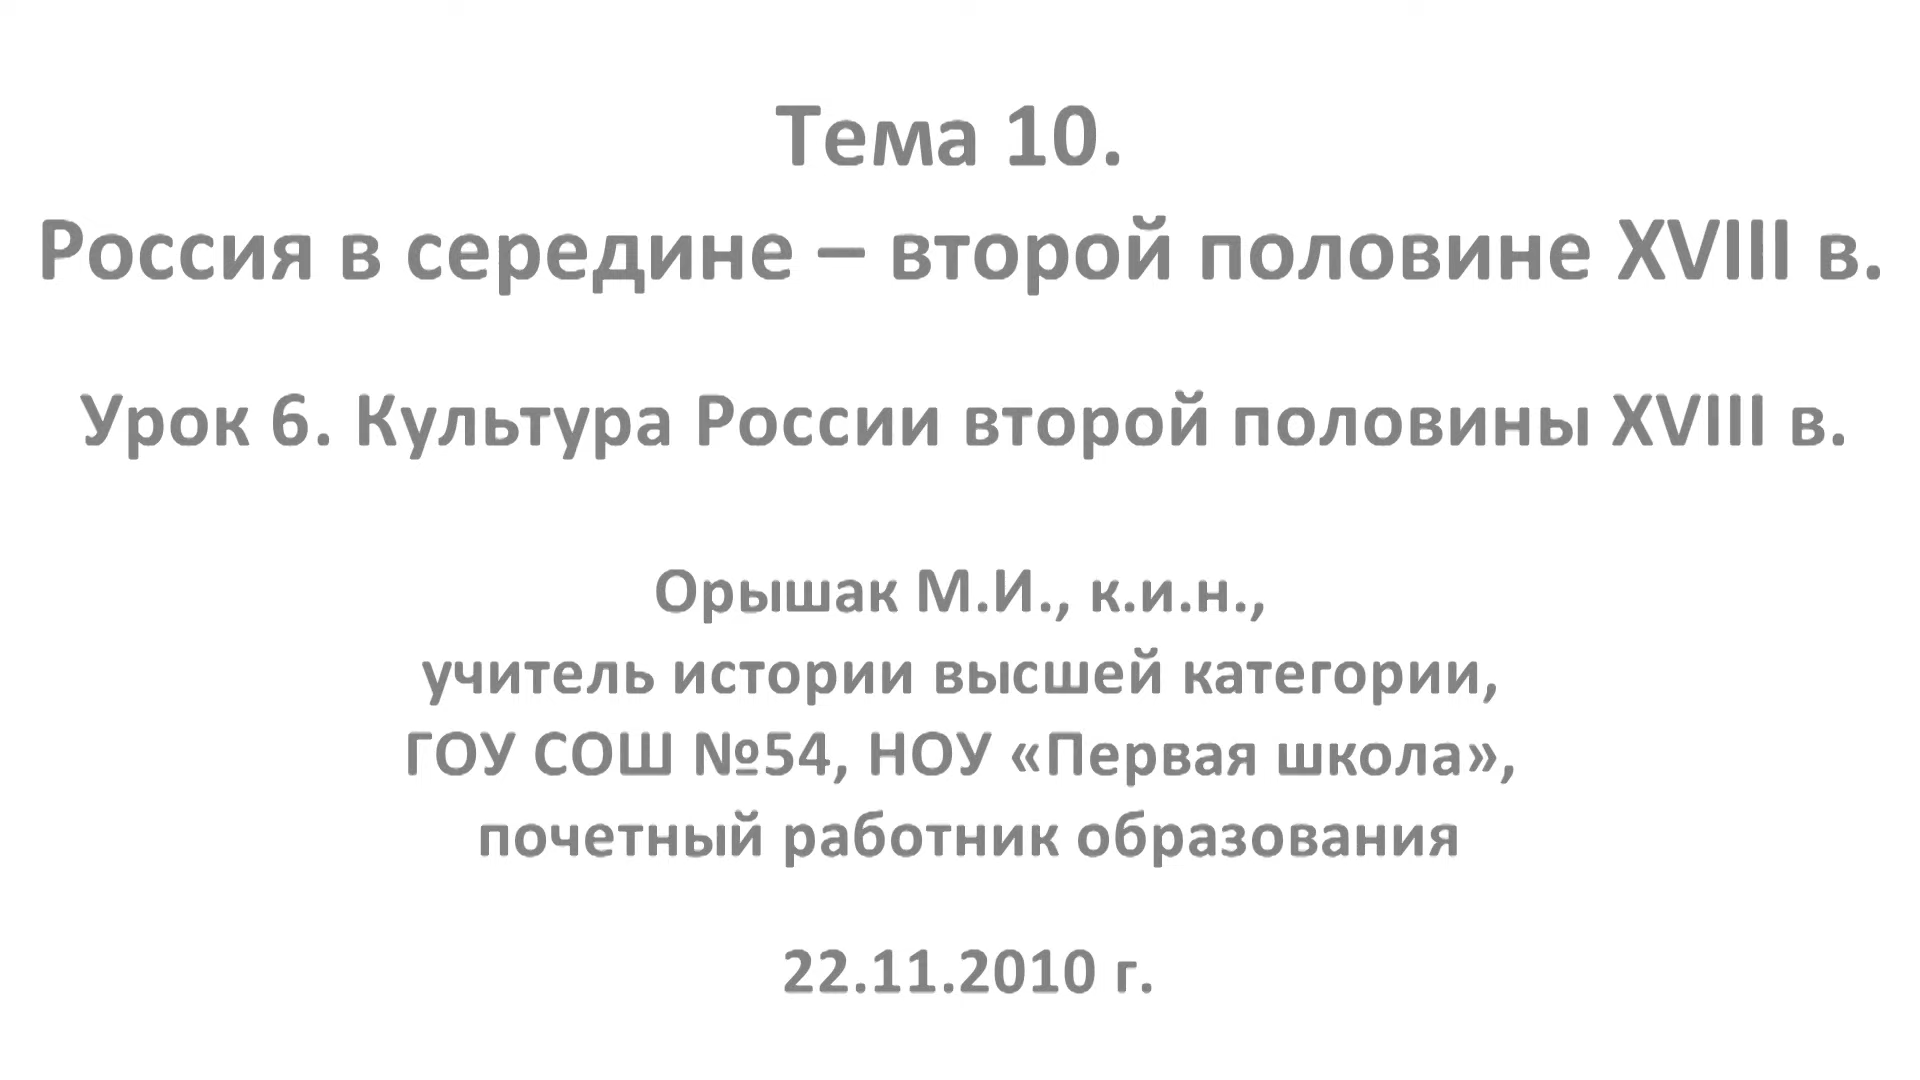 Тема 10.
Россия в середине – второй половине XVIII в.
Урок 6. Культура России второй половины XVIII в.
Орышак М.И., к.и.н.,
учитель истории высшей категории,
ГОУ СОШ №54, НОУ «Первая школа»,
почетный работник образования
22.11.2010 г.